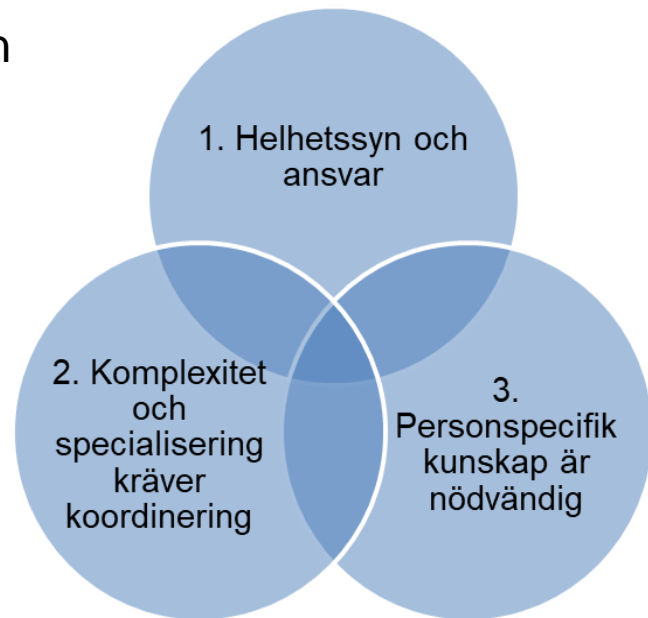 n
1. Helhetssyn och
ansvar
2. Komplexitet
och
specialisering
kräver
koordinering
3.
Personspecifik
kunskap är
nödvändig